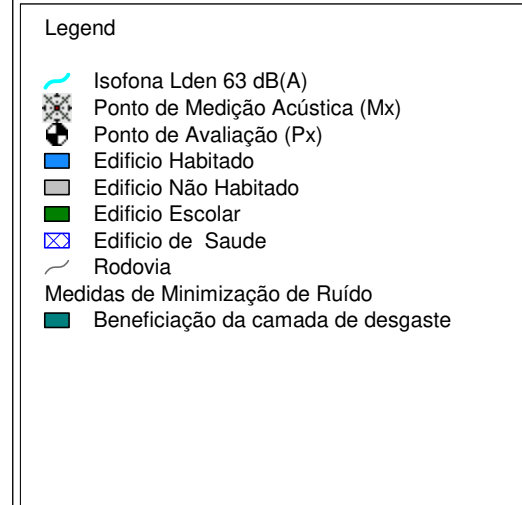 Legend
Isofona Lden 63 dB(A)
Ponto de Medição Acústica (Mx)
Ponto de Avaliação (Px)
Edificio Habitado
Edificio Não Habitado
Edificio Escolar
Edificio de Saude
Rodovia
Medidas de Minimização de Ruído
Beneficiação da camada de desgaste